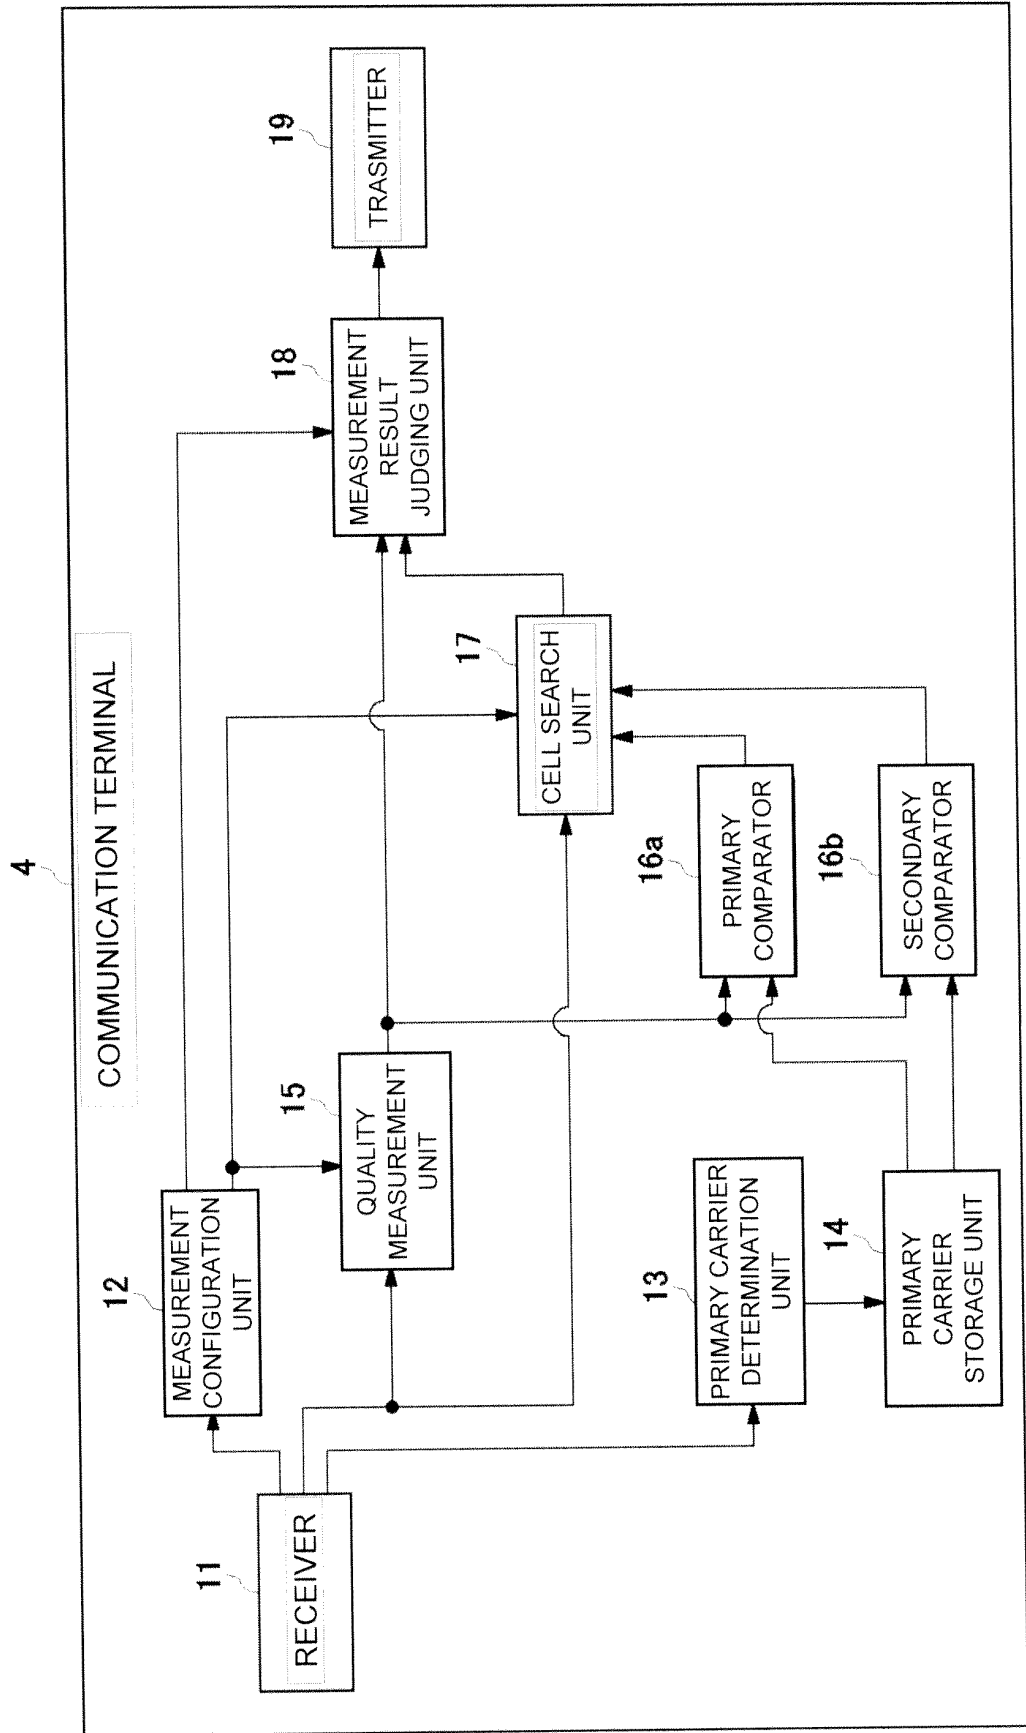 4
COMMUNICATION TERMINAL
11
RECEIVER
12
MEASUREMENT
CONFIGURATION
UNIT
15
QUALITY
MEASUREMENT
UNIT
13
PRIMARY CARRIER
DETERMINATION
UNIT
14
PRIMARY
CARRIER
STORAGE UNIT
16a
PRIMARY
COMPARATOR
16b
SECONDARY
COMPARATOR
17
CELL SEARCH
UNIT
18
MEASUREMENT
RESULT
JUDGING UNIT
19
TRASMITTER